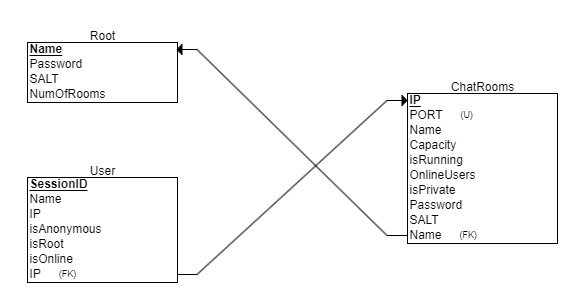 Root
Name
Password
SALT
NumOfRooms
ChatRooms
IP
PORT (U)
Name
Capacity
isRunning
OnlineUsers
isPrivate
Password
SALT
Name (FK)
User
SessionID
Name
IP
isAnonymous
isRoot
isOnline
IP (FK)